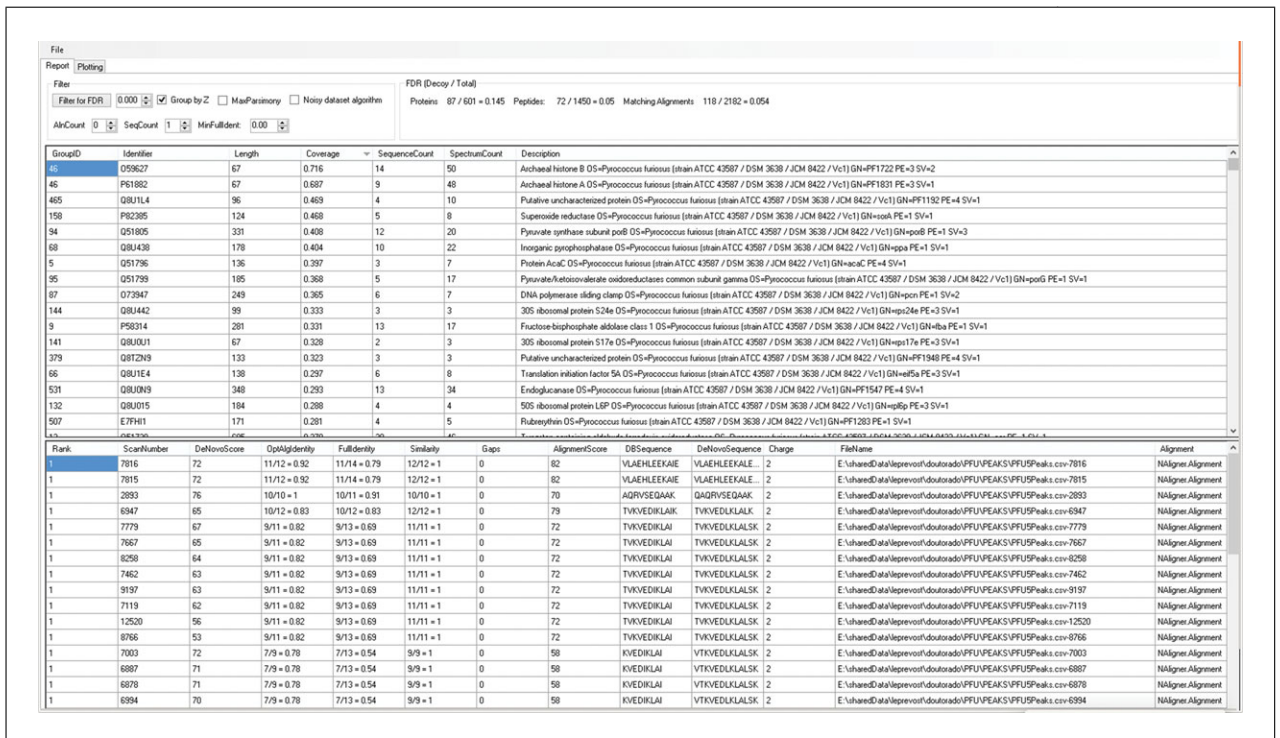 File
Report Plotting
Filter
Filter for FDR 0.000 Group by Z MaxParsimony Noisy dataset algorithm
AlnCount 0 SeqCount 1 MinFullIdent: 0.00
FDR (Decoy / Total)
Proteins 87 / 601 = 0.145 Peptides: 72 / 1450 = 0.05 Matching Alignments 118 / 2182 = 0.054
GroupID Identifier Length Coverage SequenceCount SpectrumCount Description
46 O59627 67 0.716 14 50 Archaeal histone B OS=Pyrococcus furiosus (strain ATCC 43587 / DSM 3638 / JCM 8422 / Vc1) GN=PF1722 PE=3 SV=2
46 P61882 67 0.687 9 48 Archaeal histone A OS=Pyrococcus furiosus (strain ATCC 43587 / DSM 3638 / JCM 8422 / Vc1) GN=PF1831 PE=3 SV=1
465 Q8U1L4 96 0.469 4 10 Putative uncharacterized protein OS=Pyrococcus furiosus (strain ATCC 43587 / DSM 3638 / JCM 8422 / Vc1) GN=PF1192 PE=4 SV=1
158 P82385 124 0.468 5 8 Superoxide reductase OS=Pyrococcus furiosus (strain ATCC 43587 / DSM 3638 / JCM 8422 / Vc1) GN=sorA PE=1 SV=1
94 Q51805 331 0.408 12 20 Pyruvate synthase subunit porB OS=Pyrococcus furiosus (strain ATCC 43587 / DSM 3638 / JCM 8422 / Vc1) GN=porB PE=1 SV=3
68 Q8U438 178 0.404 10 22 Inorganic pyrophosphatase OS=Pyrococcus furiosus (strain ATCC 43587 / DSM 3638 / JCM 8422 / Vc1) GN=ppa PE=1 SV=1
5 Q51796 136 0.397 3 7 Protein AcaC OS=Pyrococcus furiosus (strain ATCC 43587 / DSM 3638 / JCM 8422 / Vc1) GN=acaC PE=4 SV=1
95 Q51799 185 0.368 5 17 Pyruvate/ketoisovalerate oxidoreductases common subunit gamma OS=Pyrococcus furiosus (strain ATCC 43587 / DSM 3638 / JCM 8422 / Vc1) GN=porG PE=1 SV=1
87 O73947 249 0.365 6 7 DNA polymerase sliding clamp OS=Pyrococcus furiosus (strain ATCC 43587 / DSM 3638 / JCM 8422 / Vc1) GN=pcn PE=1 SV=2
144 Q8U442 99 0.333 3 3 30S ribosomal protein S24e OS=Pyrococcus furiosus (strain ATCC 43587 / DSM 3638 / JCM 8422 / Vc1) GN=rps24e PE=3 SV=1
9 P58314 281 0.331 13 17 Fructose-bisphosphate aldolase class 1 OS=Pyrococcus furiosus (strain ATCC 43587 / DSM 3638 / JCM 8422 / Vc1) GN=fba PE=1 SV=1
141 Q8U0U1 67 0.328 2 3 30S ribosomal protein S17e OS=Pyrococcus furiosus (strain ATCC 43587 / DSM 3638 / JCM 8422 / Vc1) GN=rps17e PE=3 SV=1
379 Q8TZN9 133 0.323 3 3 Putative uncharacterized protein OS=Pyrococcus furiosus (strain ATCC 43587 / DSM 3638 / JCM 8422 / Vc1) GN=PF1948 PE=4 SV=1
66 Q8U1E4 138 0.297 6 8 Translation initiation factor 5A OS=Pyrococcus furiosus (strain ATCC 43587 / DSM 3638 / JCM 8422 / Vc1) GN=eif5a PE=3 SV=1
531 Q8U0N9 348 0.293 13 34 Endoglucanase OS=Pyrococcus furiosus (strain ATCC 43587 / DSM 3638 / JCM 8422 / Vc1) GN=PF1547 PE=4 SV=1
132 Q8U015 184 0.288 4 4 50S ribosomal protein L6P OS=Pyrococcus furiosus (strain ATCC 43587 / DSM 3638 / JCM 8422 / Vc1) GN=rpl6p PE=3 SV=1
507 E7FHI1 171 0.281 4 5 Rubrerythrin OS=Pyrococcus furiosus (strain ATCC 43587 / DSM 3638 / JCM 8422 / Vc1) GN=PF1283 PE=1 SV=1
Rank ScanNumber DeNovoScore OptAlgIdentity FullIdentity Similarity Gaps AlignmentScore DBSequence DeNovoSequence Charge FileName Alignment
1 7816 72 11/12 = 0.92 11/14 = 0.79 12/12 = 1 0 82 VLAEHLEEKAIE VLAEHLEEKALE... 2 E:\sharedData\leprevost\doutorado\PFU\PEAKS\PFU5Peaks.csv-7816 NAligner.Alignment
1 7815 72 11/12 = 0.92 11/14 = 0.79 12/12 = 1 0 82 VLAEHLEEKAIE VLAEHLEEKALE... 2 E:\sharedData\leprevost\doutorado\PFU\PEAKS\PFU5Peaks.csv-7815 NAligner.Alignment
1 2893 76 10/10 = 1 10/11 = 0.91 10/10 = 1 0 70 AQRVSEQAAK QAQRVSEQAAK 2 E:\sharedData\leprevost\doutorado\PFU\PEAKS\PFU5Peaks.csv-2893 NAligner.Alignment
1 6947 65 10/12 = 0.83 10/12 = 0.83 12/12 = 1 0 79 TVKVEDIKLAIK TVKVEDLKLALK 2 E:\sharedData\leprevost\doutorado\PFU\PEAKS\PFU5Peaks.csv-6947 NAligner.Alignment
1 7779 67 9/11 = 0.82 9/13 = 0.69 11/11 = 1 0 72 TVKVEDIKLAI TVKVEDLKLALSK 2 E:\sharedData\leprevost\doutorado\PFU\PEAKS\PFU5Peaks.csv-7779 NAligner.Alignment
1 7667 65 9/11 = 0.82 9/13 = 0.69 11/11 = 1 0 72 TVKVEDIKLAI TVKVEDLKLALSK 2 E:\sharedData\leprevost\doutorado\PFU\PEAKS\PFU5Peaks.csv-7667 NAligner.Alignment
1 8258 64 9/11 = 0.82 9/13 = 0.69 11/11 = 1 0 72 TVKVEDIKLAI TVKVEDLKLALSK 2 E:\sharedData\leprevost\doutorado\PFU\PEAKS\PFU5Peaks.csv-8258 NAligner.Alignment
1 7462 63 9/11 = 0.82 9/13 = 0.69 11/11 = 1 0 72 TVKVEDIKLAI TVKVEDLKLALSK 2 E:\sharedData\leprevost\doutorado\PFU\PEAKS\PFU5Peaks.csv-7462 NAligner.Alignment
1 9197 63 9/11 = 0.82 9/13 = 0.69 11/11 = 1 0 72 TVKVEDIKLAI TVKVEDLKLALSK 2 E:\sharedData\leprevost\doutorado\PFU\PEAKS\PFU5Peaks.csv-9197 NAligner.Alignment
1 7119 62 9/11 = 0.82 9/13 = 0.69 11/11 = 1 0 72 TVKVEDIKLAI TVKVEDLKLALSK 2 E:\sharedData\leprevost\doutorado\PFU\PEAKS\PFU5Peaks.csv-7119 NAligner.Alignment
1 12520 56 9/11 = 0.82 9/13 = 0.69 11/11 = 1 0 72 TVKVEDIKLAI TVKVEDLKLALSK 2 E:\sharedData\leprevost\doutorado\PFU\PEAKS\PFU5Peaks.csv-12520 NAligner.Alignment
1 8766 53 9/11 = 0.82 9/13 = 0.69 11/11 = 1 0 72 TVKVEDIKLAI TVKVEDLKLALSK 2 E:\sharedData\leprevost\doutorado\PFU\PEAKS\PFU5Peaks.csv-8766 NAligner.Alignment
1 7003 72 7/9 = 0.78 7/13 = 0.54 9/9 = 1 0 58 KVEDIKLAI VTKVEDLKLALSK 2 E:\sharedData\leprevost\doutorado\PFU\PEAKS\PFU5Peaks.csv-7003 NAligner.Alignment
1 6887 71 7/9 = 0.78 7/13 = 0.54 9/9 = 1 0 58 KVEDIKLAI VTKVEDLKLALSK 2 E:\sharedData\leprevost\doutorado\PFU\PEAKS\PFU5Peaks.csv-6887 NAligner.Alignment
1 6878 71 7/9 = 0.78 7/13 = 0.54 9/9 = 1 0 58 KVEDIKLAI VTKVEDLKLALSK 2 E:\sharedData\leprevost\doutorado\PFU\PEAKS\PFU5Peaks.csv-6878 NAligner.Alignment
1 6994 70 7/9 = 0.78 7/13 = 0.54 9/9 = 1 0 58 KVEDIKLAI VTKVEDLKLALSK 2 E:\sharedData\leprevost\doutorado\PFU\PEAKS\PFU5Peaks.csv-6994 NAligner.Alignment